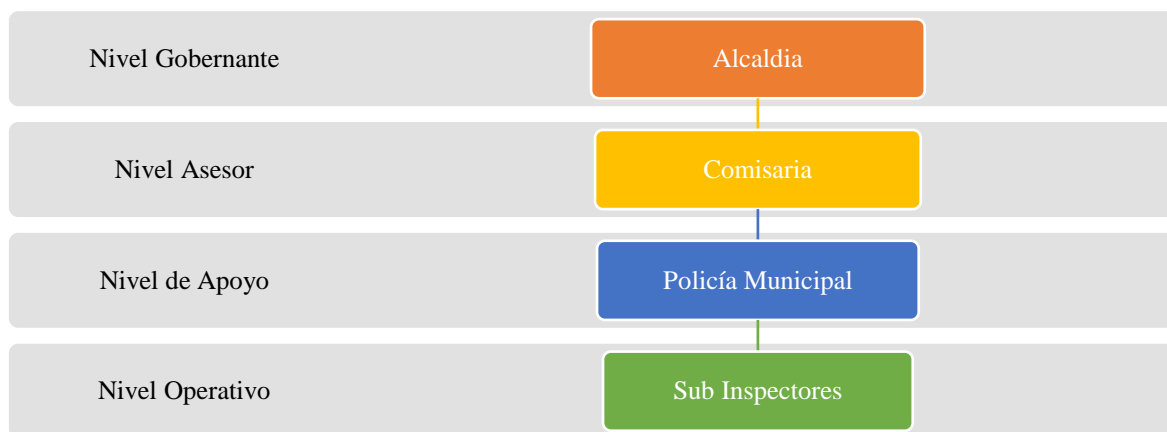 Nivel Gobernante
Alcaldia
Nivel Asesor
Comisaria
Nivel de Apoyo
Policía Municipal
Nivel Operativo
Sub Inspectores